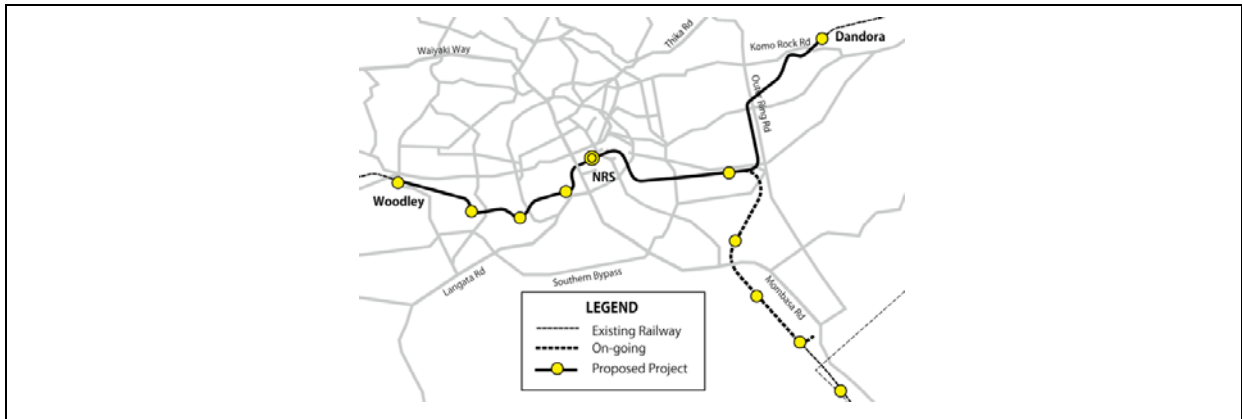 Thika Rd
Dandora
Waiyaki Way
Komo Rock Rd
Outer Ring Rd
NRS
Woodley
Langata Rd
Southern Bypass
Mombasa Rd
LEGEND
Existing Railway
On-going
Proposed Project